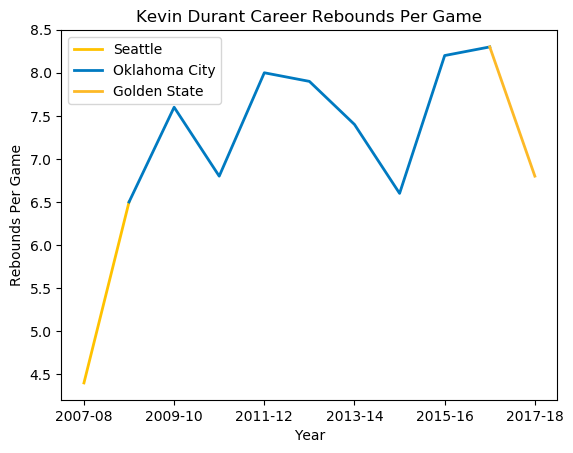 Kevin Durant Career Rebounds Per Game
Seattle
Oklahoma City
Golden State
8.5
8.0
7.5
7.0
6.5
6.0
5.5
5.0
4.5
Rebounds Per Game
2007-08 2009-10 2011-12 2013-14 2015-16 2017-18
Year